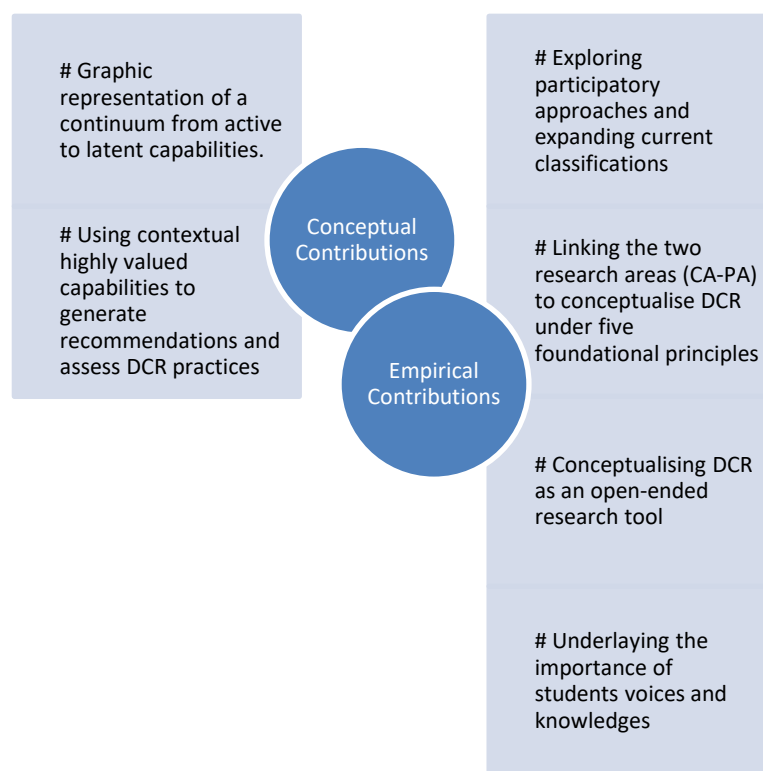 # Graphic
representation of a
continuum from active
to latent capabilities.
# Using contextual
highly valued
capabilities to
generate
recommendations and
assess DCR practices
Conceptual
Contributions
Empirical
Contributions
# Exploring
participatory
approaches and
expanding current
classifications
# Linking the two
research areas (CA-PA)
to conceptualise DCR
under five
foundational principles
# Conceptualising DCR
as an open-ended
research tool
# Underlaying the
importance of
students voices and
knowledges